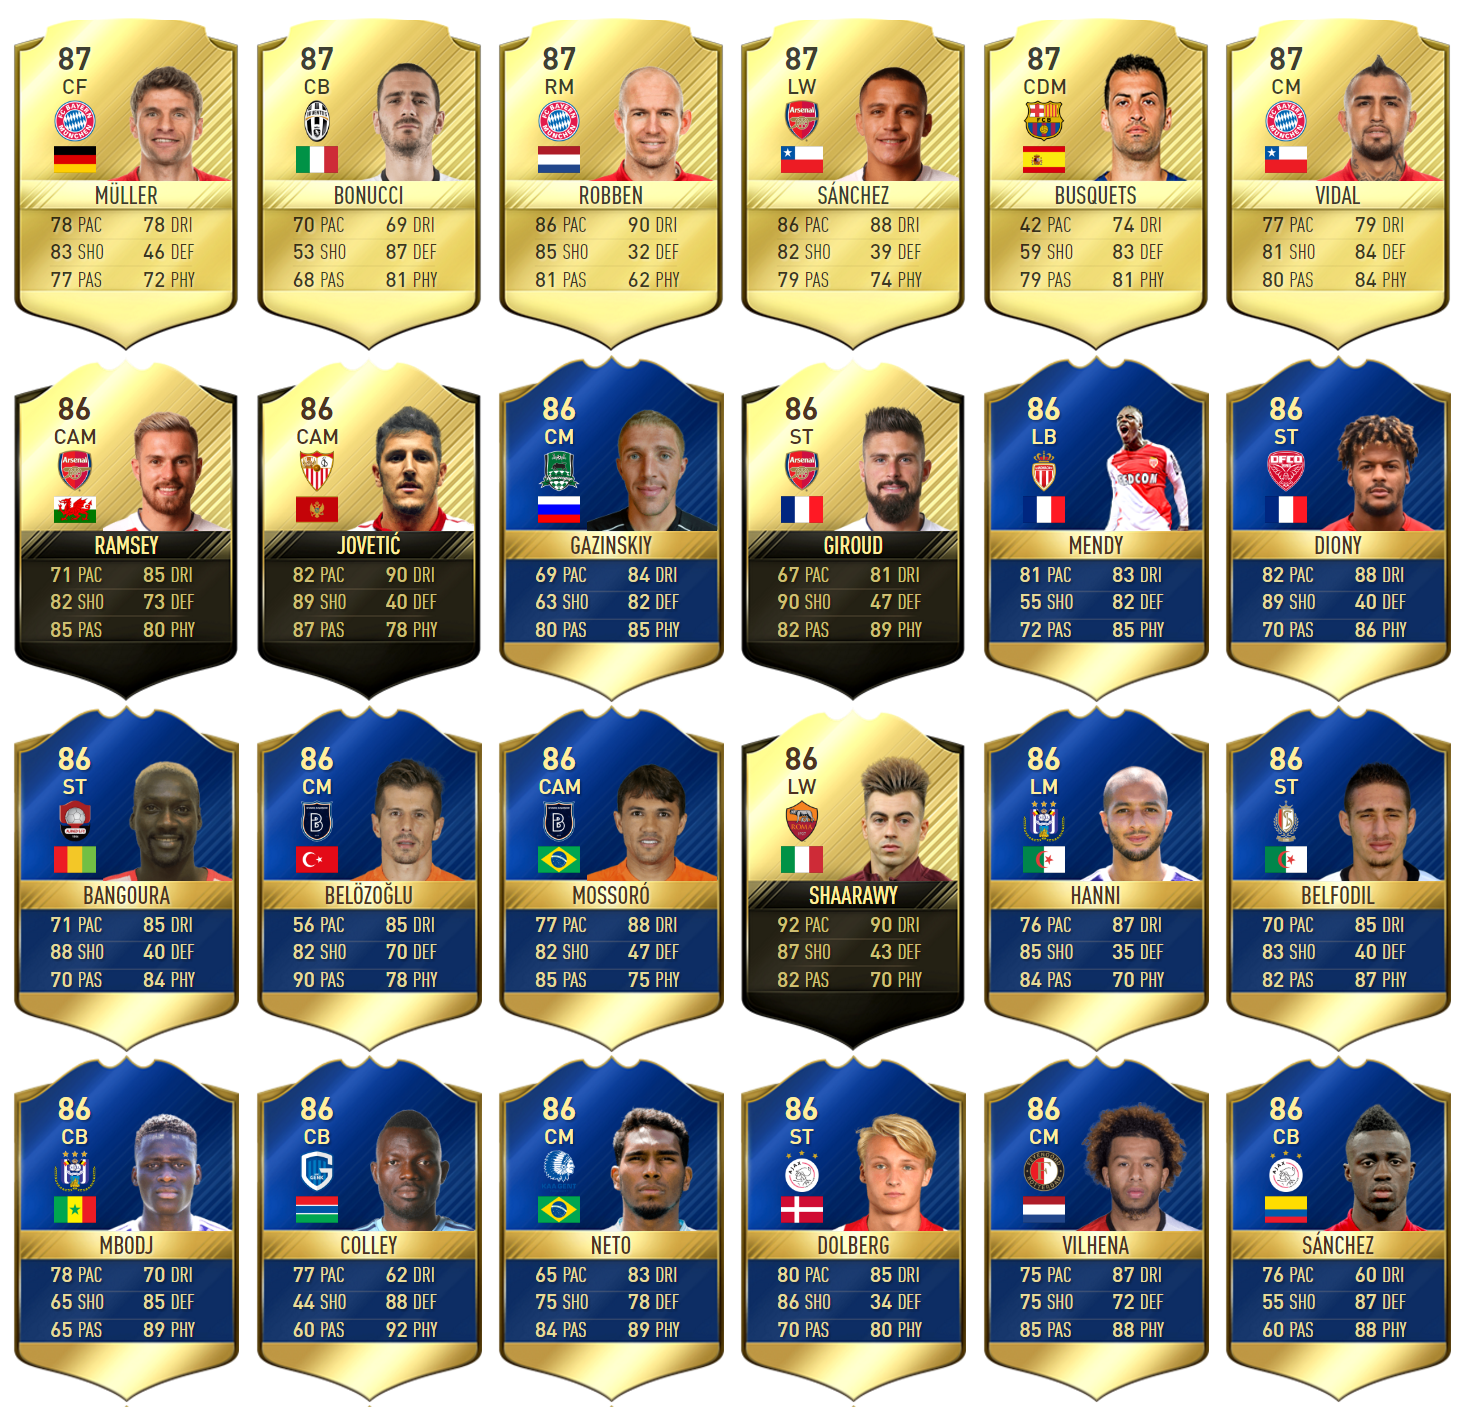 87 87 87 87 87 87
CF CB RM LW CDM CM
MÜLLER BONUCCI ROBBEN SÁNCHEZ BUSQUETS VIDAL
78 PAC 78 DRI 70 PAC 69 DRI 86 PAC 90 DRI 86 PAC 88 DRI 42 PAC 74 DRI 77 PAC 79 DRI
83 SHO 46 DEF 53 SHO 87 DEF 85 SHO 32 DEF 82 SHO 39 DEF 59 SHO 83 DEF 81 SHO 84 DEF
77 PAS 72 PHY 68 PAS 81 PHY 81 PAS 62 PHY 79 PAS 74 PHY 79 PAS 81 PHY 80 PAS 84 PHY
86 86 86 86 86 86
CAM CAM CM ST LB ST
RAMSEY JOVETIĆ GAZINSKIY GIROUD MENDY DIONY
71 PAC 85 DRI 82 PAC 90 DRI 69 PAC 84 DRI 67 PAC 81 DRI 81 PAC 83 DRI 82 PAC 88 DRI
82 SHO 73 DEF 89 SHO 40 DEF 63 SHO 82 DEF 90 SHO 47 DEF 55 SHO 82 DEF 89 SHO 40 DEF
85 PAS 80 PHY 87 PAS 78 PHY 80 PAS 85 PHY 82 PAS 89 PHY 72 PAS 85 PHY 70 PAS 86 PHY
86 86 86 86 86 86
ST CM CAM LW LM ST
BANGOURA BELÖZOĞLU MOSSORÓ SHAARAWY HANNI BELFODIL
71 PAC 85 DRI 56 PAC 85 DRI 77 PAC 88 DRI 92 PAC 90 DRI 76 PAC 87 DRI 70 PAC 85 DRI
88 SHO 40 DEF 82 SHO 70 DEF 82 SHO 47 DEF 87 SHO 43 DEF 85 SHO 35 DEF 83 SHO 40 DEF
70 PAS 84 PHY 90 PAS 78 PHY 85 PAS 75 PHY 82 PAS 70 PHY 84 PAS 70 PHY 82 PAS 87 PHY
86 86 86 86 86 86
CB CB CM ST CM CB
MBODJ COLLEY NETO DOLBERG VILHENA SÁNCHEZ
78 PAC 70 DRI 77 PAC 62 DRI 65 PAC 83 DRI 80 PAC 85 DRI 75 PAC 87 DRI 76 PAC 60 DRI
65 SHO 85 DEF 44 SHO 88 DEF 75 SHO 78 DEF 86 SHO 34 DEF 75 SHO 72 DEF 55 SHO 87 DEF
65 PAS 89 PHY 60 PAS 92 PHY 84 PAS 89 PHY 70 PAS 80 PHY 85 PAS 88 PHY 60 PAS 88 PHY